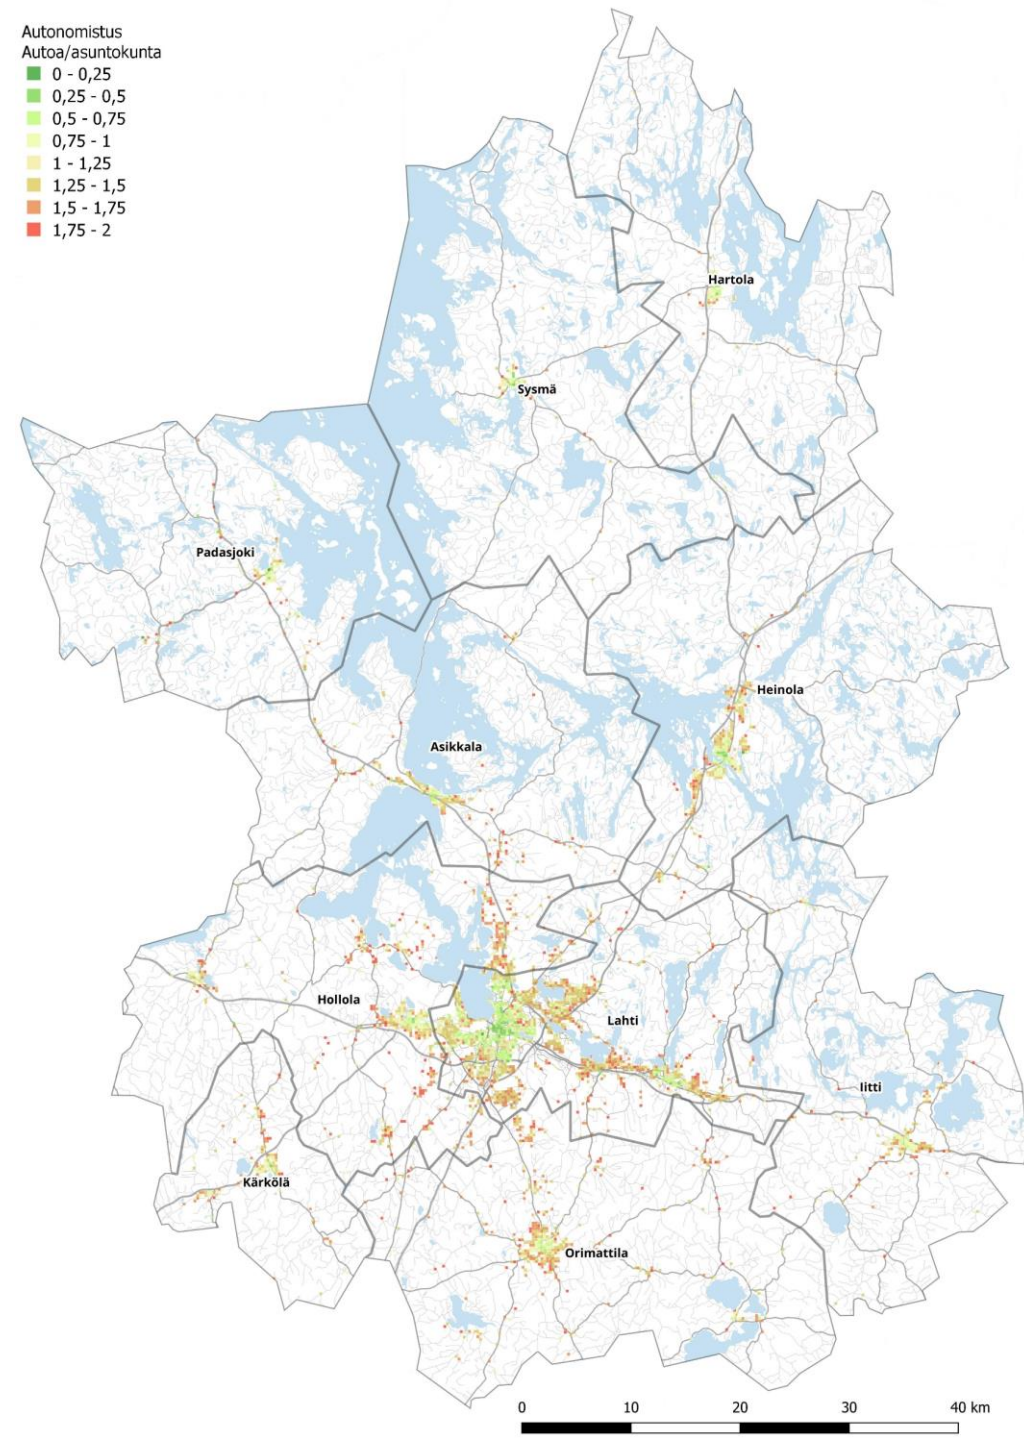 Autonomistus
Autoa/asuntokunta
0 - 0,25
0,25 - 0,5
0,5 - 0,75
0,75 - 1
1 - 1,25
1,25 - 1,5
1,5 - 1,75
1,75 - 2
Hartola
Sysmä
Padasjoki
Heinola
Asikkala
Hollola
Lahti
Iitti
Kärkölä
Orimattila
0 10 20 30 40 km